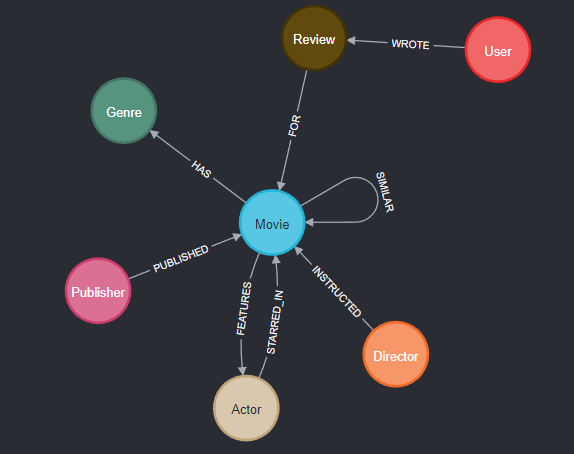 Review
WROTE
User
Genre
FOR
HAS
SIMILAR
Movie
PUBLISHED
Publisher
INSTRUCTED
FEATURES
STARRED_IN
Director
Actor